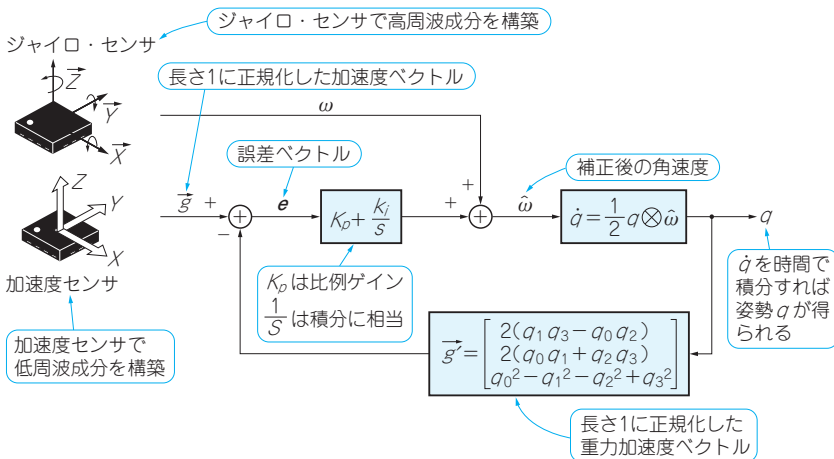 ジャイロ・センサで高周波成分を構築
ジャイロ・センサ
Z
Y
X
長さ1に正規化した加速度ベクトル
ω
誤差ベクトル
補正後の角速度
Z
Y
X
g
+
−
e
K_p + k_i/s
+
+
ω̂
q̇ = 1/2 q⊗ω̂
q
加速度センサ
加速度センサで
低周波成分を構築
K_pは比例ゲイン
1/Sは積分に相当
q̇を時間で
積分すれば
姿勢qが得
られる
g' =
2(q₁q₃−q₀q₂)
2(q₀q₁+q₂q₃)
q₀²−q₁²−q₂²+q₃²
長さ1に正規化した
重力加速度ベクトル